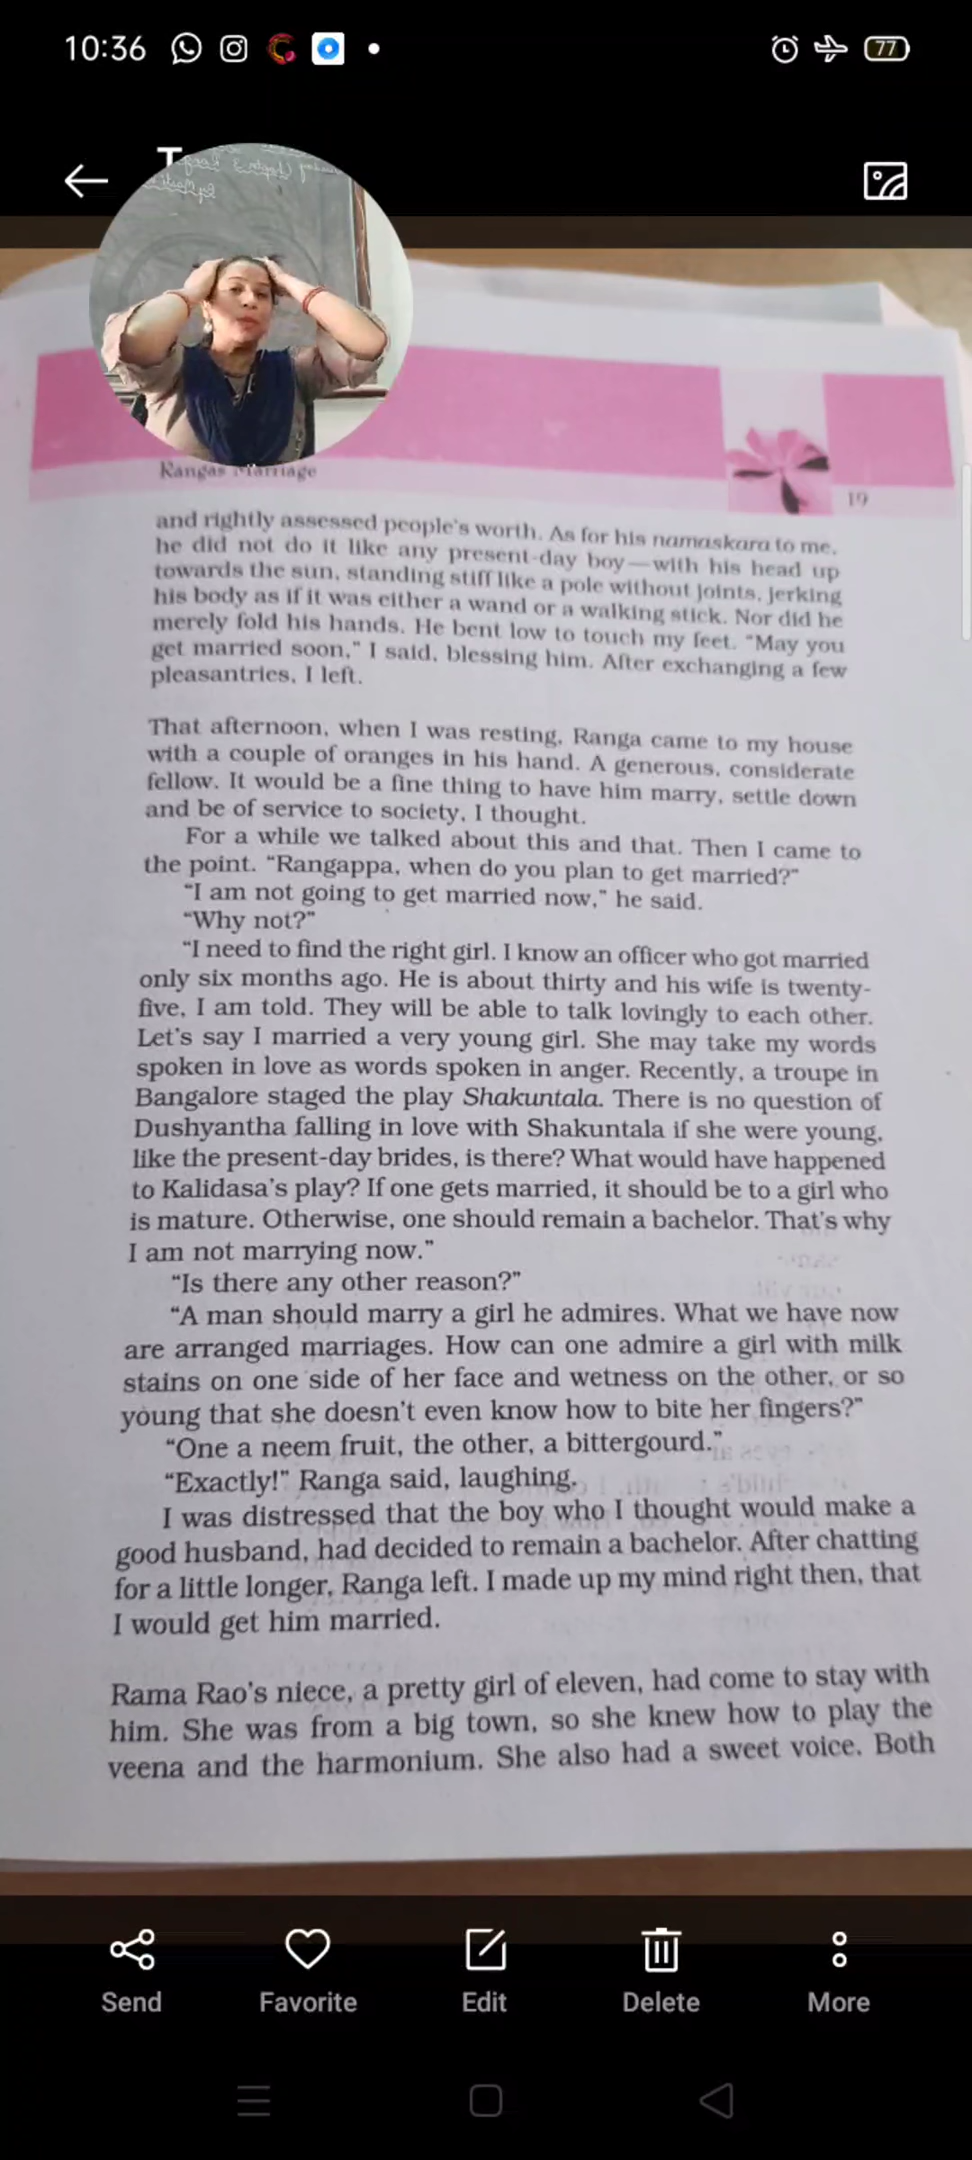 10:36
77
T
Rangas Marriage
19
and rightly assessed people's worth. As for his namaskara to me,
he did not do it like any present-day boy—with his head up
towards the sun, standing stiff like a pole without joints, jerking
his body as if it was either a wand or a walking stick. Nor did he
merely fold his hands. He bent low to touch my feet. "May you
get married soon," I said, blessing him. After exchanging a few
pleasantries, I left.
That afternoon, when I was resting, Ranga came to my house
with a couple of oranges in his hand. A generous, considerate
fellow. It would be a fine thing to have him marry, settle down
and be of service to society, I thought.
For a while we talked about this and that. Then I came to
the point. "Rangappa, when do you plan to get married?"
"I am not going to get married now," he said.
"Why not?"
"I need to find the right girl. I know an officer who got married
only six months ago. He is about thirty and his wife is twenty-
five, I am told. They will be able to talk lovingly to each other.
Let's say I married a very young girl. She may take my words
spoken in love as words spoken in anger. Recently, a troupe in
Bangalore staged the play Shakuntala. There is no question of
Dushyantha falling in love with Shakuntala if she were young,
like the present-day brides, is there? What would have happened
to Kalidasa's play? If one gets married, it should be to a girl who
is mature. Otherwise, one should remain a bachelor. That's why
I am not marrying now."
"Is there any other reason?"
"A man should marry a girl he admires. What we have now
are arranged marriages. How can one admire a girl with milk
stains on one side of her face and wetness on the other, or so
young that she doesn't even know how to bite her fingers?"
"One a neem fruit, the other, a bittergourd."
"Exactly!" Ranga said, laughing.
I was distressed that the boy who I thought would make a
good husband, had decided to remain a bachelor. After chatting
for a little longer, Ranga left. I made up my mind right then, that
I would get him married.
Rama Rao's niece, a pretty girl of eleven, had come to stay with
him. She was from a big town, so she knew how to play the
veena and the harmonium. She also had a sweet voice. Both
Send Favorite Edit Delete More